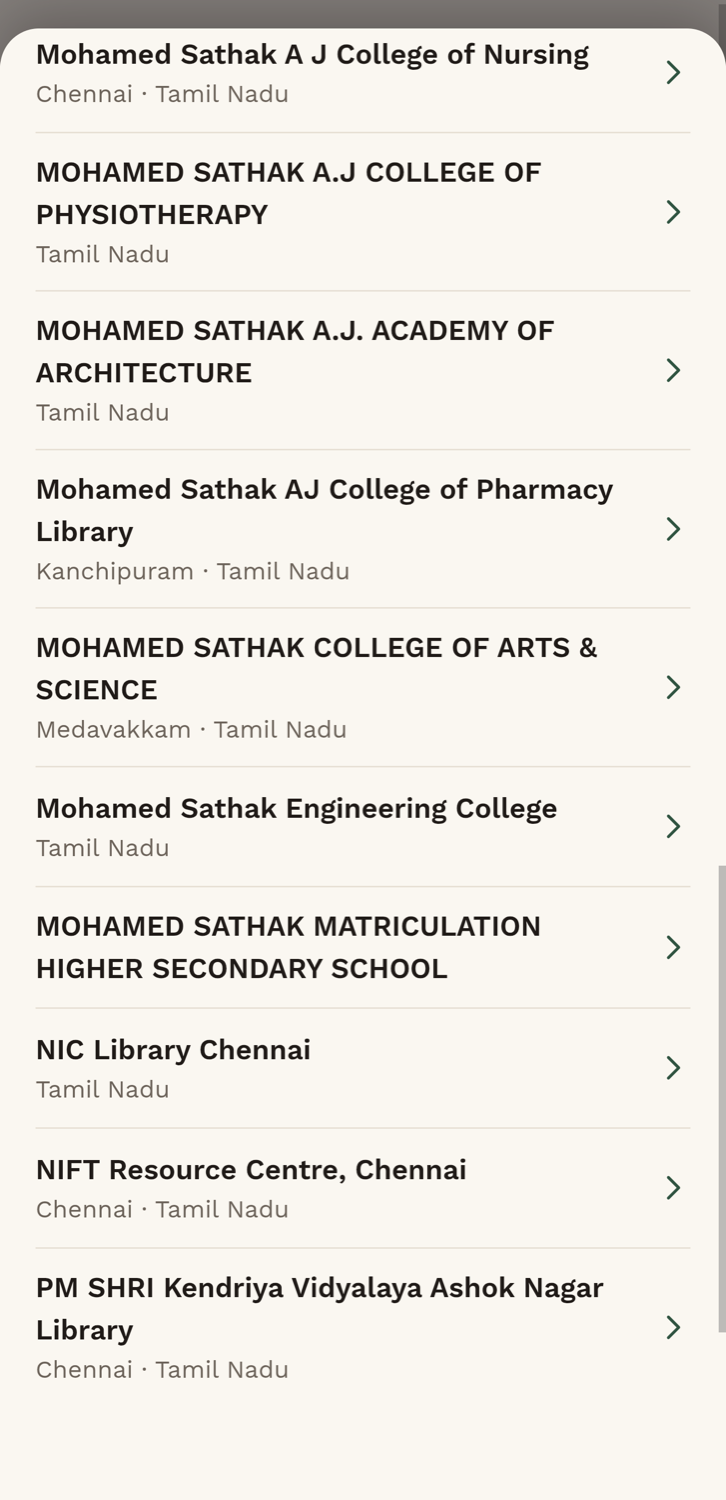 Mohamed Sathak A J College of Nursing
Chennai · Tamil Nadu
MOHAMED SATHAK A.J COLLEGE OF
PHYSIOTHERAPY
Tamil Nadu
MOHAMED SATHAK A.J. ACADEMY OF
ARCHITECTURE
Tamil Nadu
Mohamed Sathak AJ College of Pharmacy
Library
Kanchipuram · Tamil Nadu
MOHAMED SATHAK COLLEGE OF ARTS &
SCIENCE
Medavakkam · Tamil Nadu
Mohamed Sathak Engineering College
Tamil Nadu
MOHAMED SATHAK MATRICULATION
HIGHER SECONDARY SCHOOL
NIC Library Chennai
Tamil Nadu
NIFT Resource Centre, Chennai
Chennai · Tamil Nadu
PM SHRI Kendriya Vidyalaya Ashok Nagar
Library
Chennai · Tamil Nadu